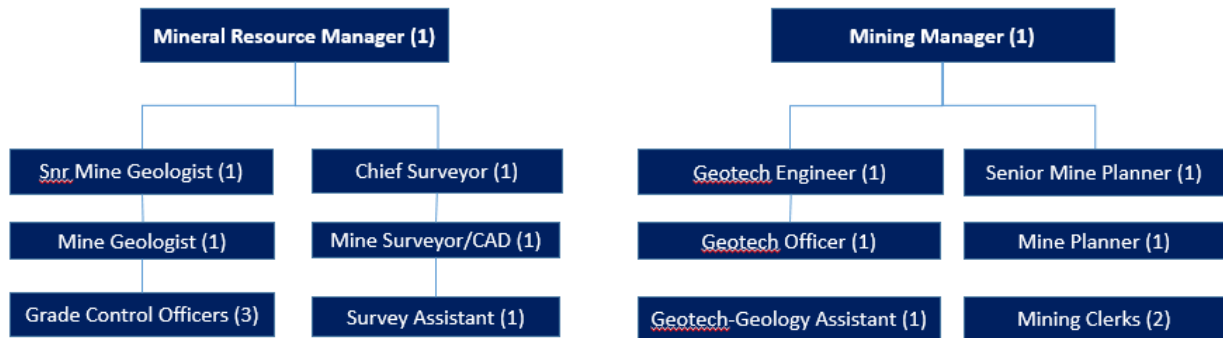 Mineral Resource Manager (1)
Mining Manager (1)
Snr Mine Geologist (1)
Chief Surveyor (1)
Geotech Engineer (1)
Senior Mine Planner (1)
Mine Geologist (1)
Mine Surveyor/CAD (1)
Geotech Officer (1)
Mine Planner (1)
Grade Control Officers (3)
Survey Assistant (1)
Geotech-Geology Assistant (1)
Mining Clerks (2)